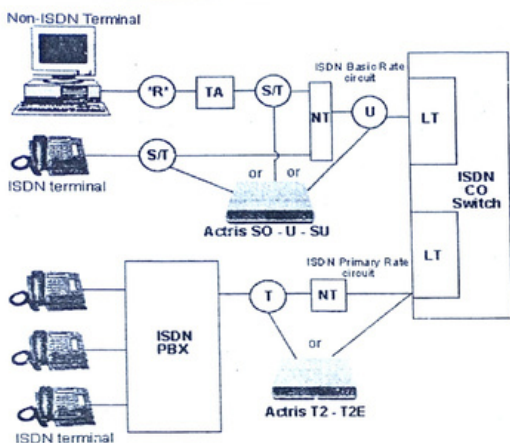 Non-ISDN Terminal
ISDN Basic Rate
circuit
'R'
TA
S/T
NT
U
LT
S/T
ISDN terminal
or
or
ISDN
CO
Switch
Actris SO - U - SU
ISDN Primary Rate
circuit
LT
T
NT
ISDN
PBX
or
Actris T2 - T2E
ISDN terminal